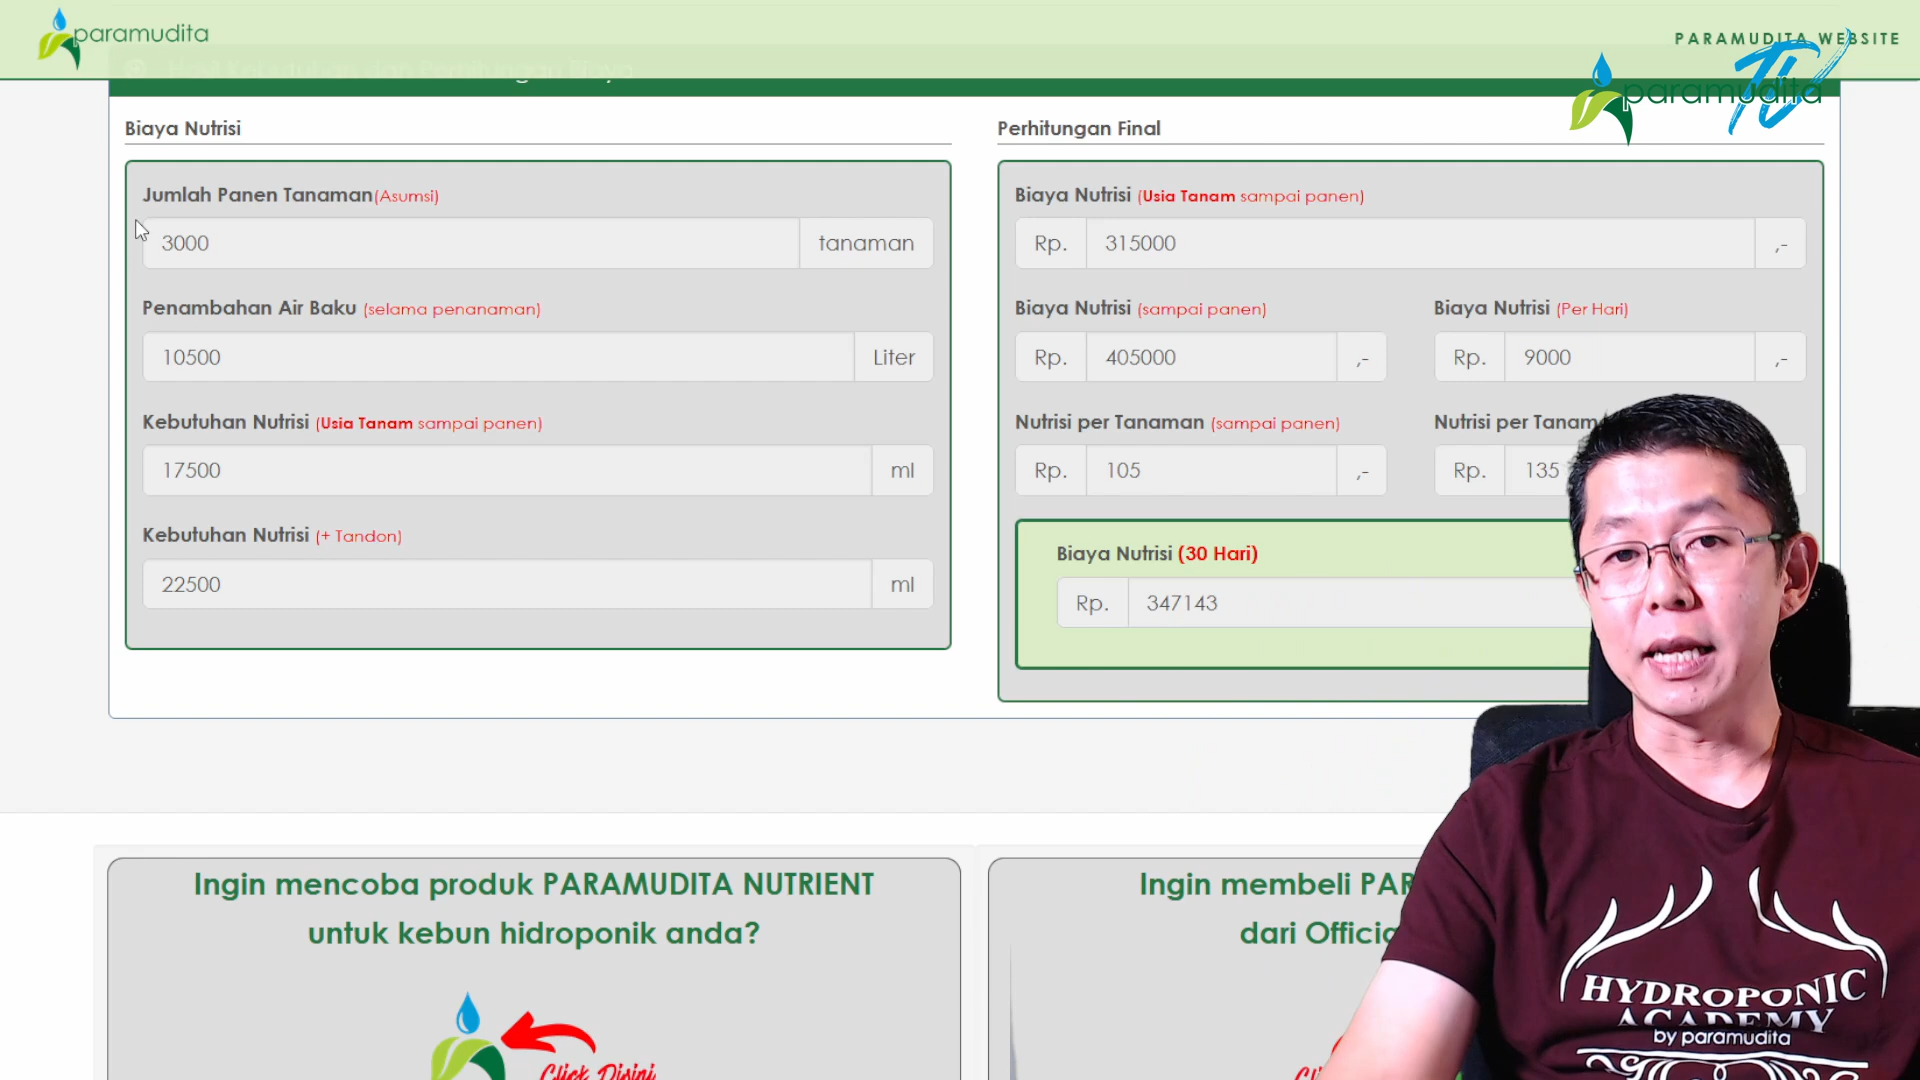 paramudita
PARAMUDITA WEBSITE
paramudita TV
Biaya Nutrisi
Jumlah Panen Tanaman(Asumsi)
3000 tanaman
Penambahan Air Baku (selama penanaman)
10500 Liter
Kebutuhan Nutrisi (Usia Tanam sampai panen)
17500 ml
Kebutuhan Nutrisi (+ Tandon)
22500 ml
Perhitungan Final
Biaya Nutrisi (Usia Tanam sampai panen)
Rp. 315000 ,-
Biaya Nutrisi (sampai panen)
Rp. 405000 ,-
Biaya Nutrisi (Per Hari)
Rp. 9000 ,-
Nutrisi per Tanaman (sampai panen)
Rp. 105 ,-
Nutrisi per Tanam
Rp. 135
Biaya Nutrisi (30 Hari)
Rp. 347143
Ingin mencoba produk PARAMUDITA NUTRIENT
untuk kebun hidroponik anda?
Click Disini
Ingin membeli PAR
dari Officia
HYDROPONIC
ACADEMY
by paramudita